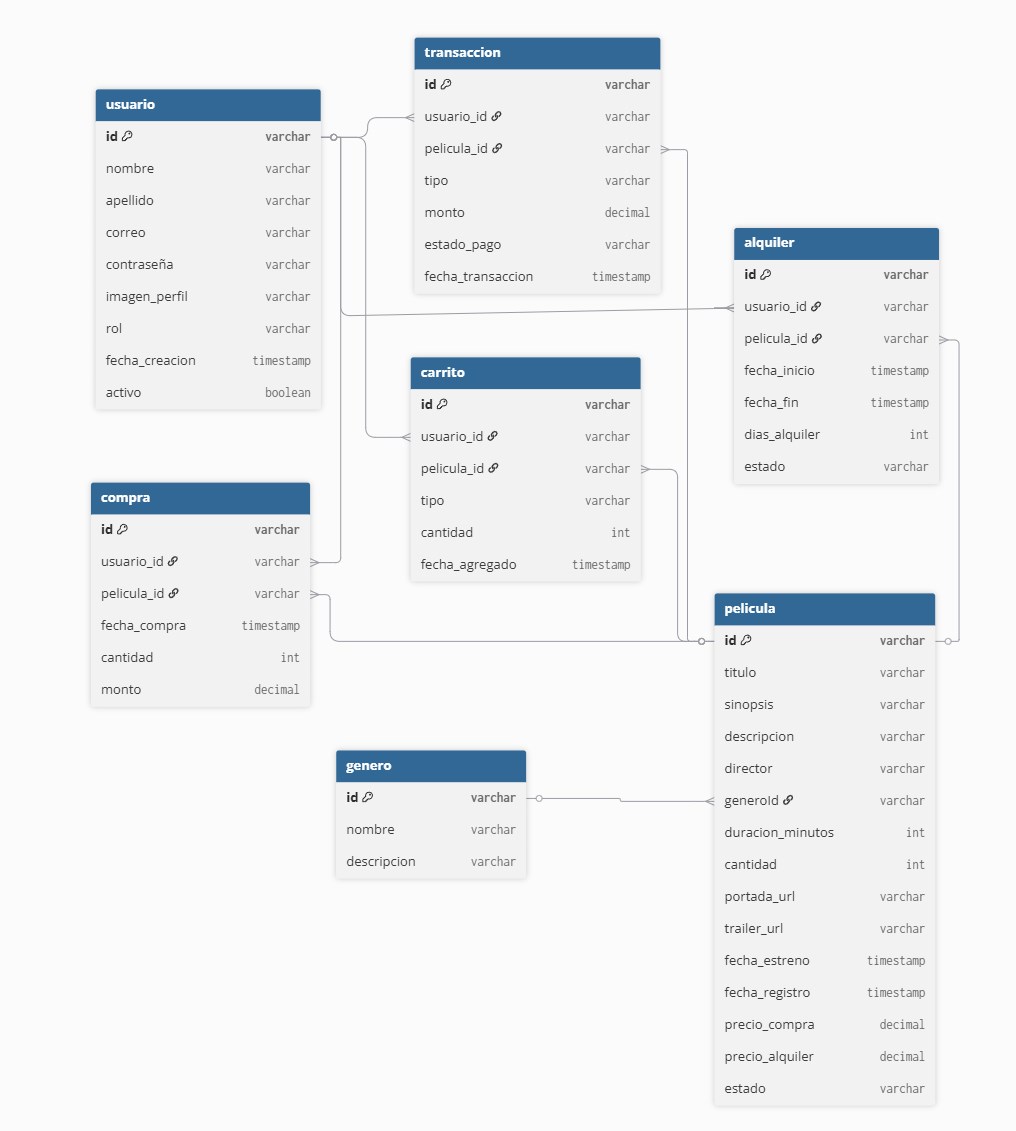 transaccion
id varchar
usuario_id varchar
pelicula_id varchar
tipo varchar
monto decimal
estado_pago varchar
fecha_transaccion timestamp
usuario
id varchar
nombre varchar
apellido varchar
correo varchar
contraseña varchar
imagen_perfil varchar
rol varchar
fecha_creacion timestamp
activo boolean
alquiler
id varchar
usuario_id varchar
pelicula_id varchar
fecha_inicio timestamp
fecha_fin timestamp
dias_alquiler int
estado varchar
carrito
id varchar
usuario_id varchar
pelicula_id varchar
tipo varchar
cantidad int
fecha_agregado timestamp
compra
id varchar
usuario_id varchar
pelicula_id varchar
fecha_compra timestamp
cantidad int
monto decimal
pelicula
id varchar
titulo varchar
sinopsis varchar
descripcion varchar
director varchar
generoId varchar
duracion_minutos int
cantidad int
portada_url varchar
trailer_url varchar
fecha_estreno timestamp
fecha_registro timestamp
precio_compra decimal
precio_alquiler decimal
estado varchar
genero
id varchar
nombre varchar
descripcion varchar